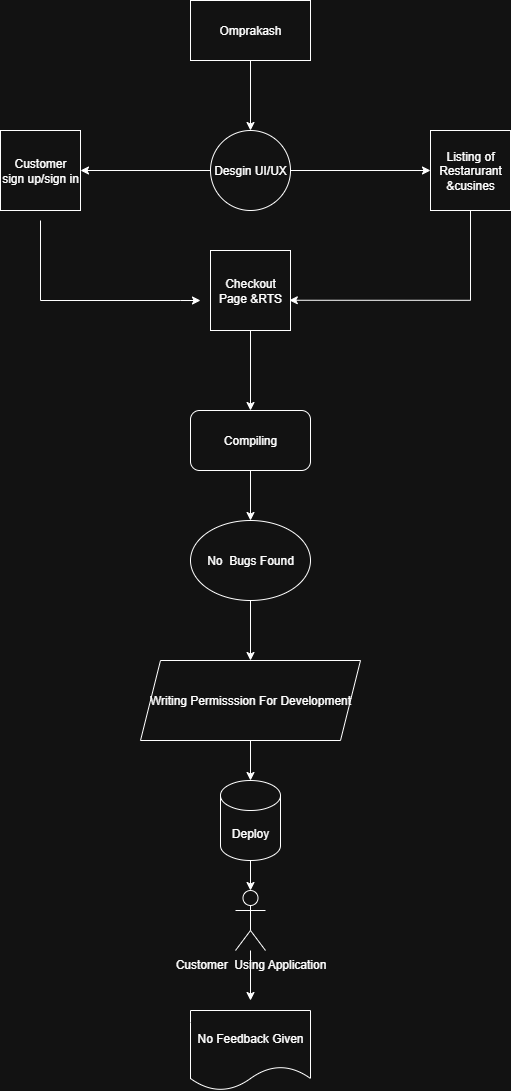 Omprakash
Customer
sign up/sign in
Desgin UI/UX
Listing of
Restarurant
&cusines
Checkout
Page &RTS
Compiling
No  Bugs Found
Writing Permisssion For Development
Deploy
Customer  Using Application
No Feedback Given